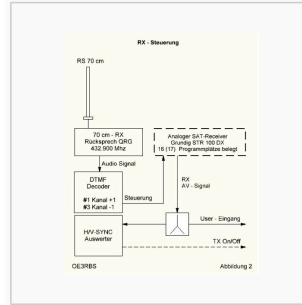 RX - Steuerung
RS 70 cm
70 cm - RX
Rücksprech QRG
432,900 Mhz
Analoger SAT-Receiver
Grundig STR 100 DX
16 (17) Programmplätze belegt
Audio Signal
DTMF
Decoder
#1 Kanal +1
#3 Kanal -1
Steuerung
RX
AV - Signal
H/V-SYNC
Auswerter
User - Eingang
TX On/Off
OE3RBS
Abbildung 2